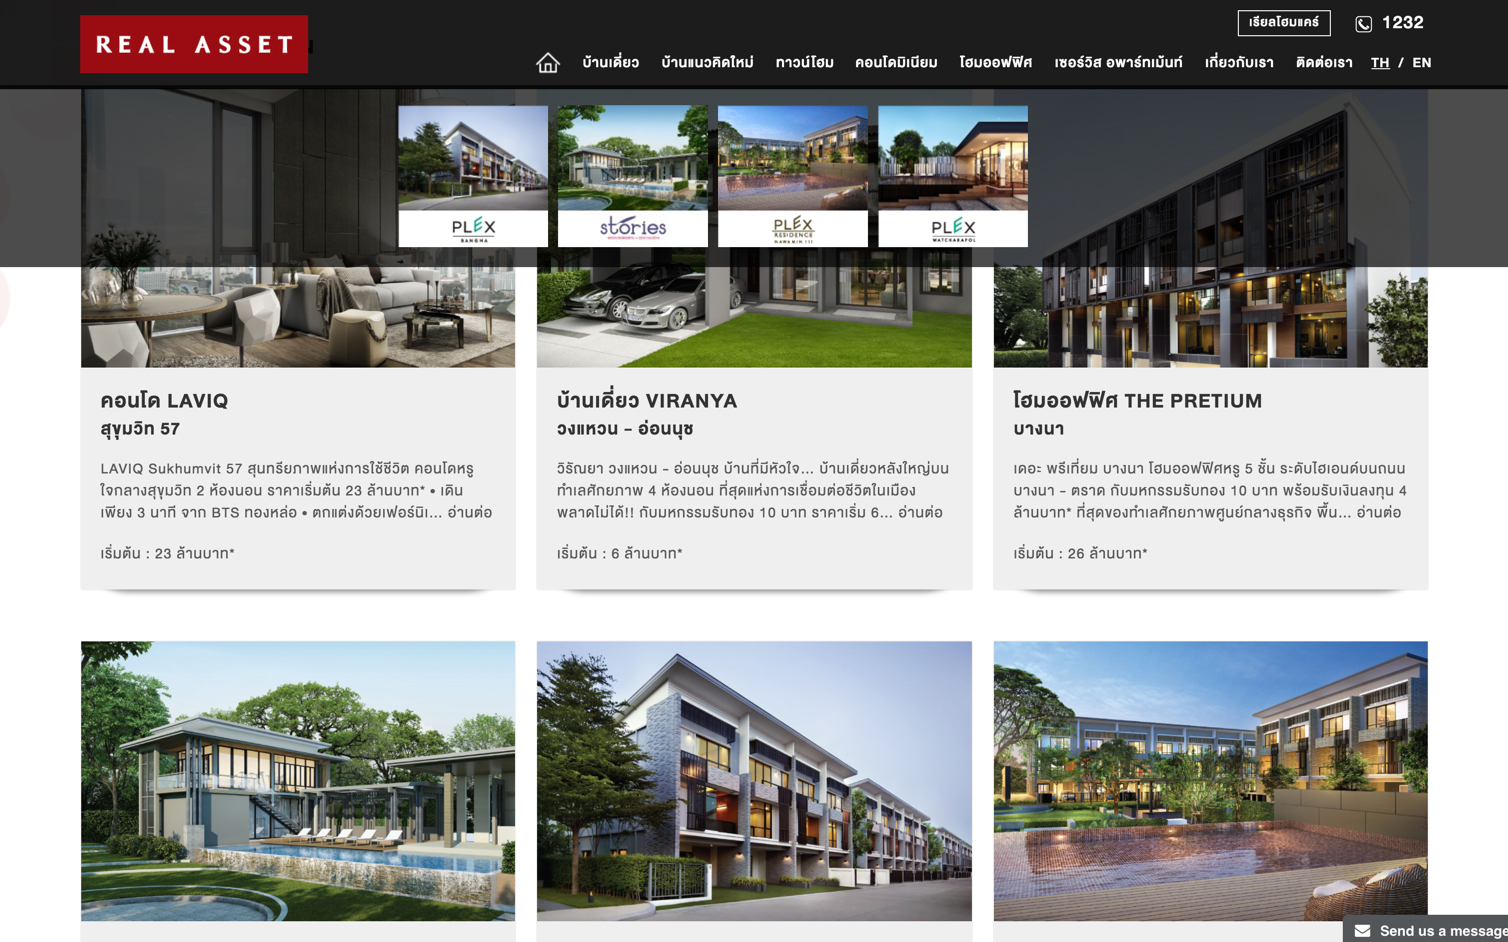 REAL ASSET
เรียลโฮมแคร์
1232
บ้านเดี่ยว
บ้านแนวคิดใหม่
ทาวน์โฮม
คอนโดมิเนียม
โฮมออฟฟิศ
เซอร์วิส อพาร์ทเม้นท์
เกี่ยวกับเรา
ติดต่อเรา
TH / EN
PLEX
BANGNA
stories
PLEX
RESIDENCE
NAWAMIN 111
PLEX
WATCHARAPOL
คอนโด LAVIQ
สุขุมวิท 57
LAVIQ Sukhumvit 57 สุนทรียภาพแห่งการใช้ชีวิต คอนโดหรู
ใจกลางสุขุมวิท 2 ห้องนอน ราคาเริ่มต้น 23 ล้านบาท* • เดิน
เพียง 3 นาที จาก BTS ทองหล่อ • ตกแต่งด้วยเฟอร์นิเ... อ่านต่อ
เริ่มต้น : 23 ล้านบาท*
บ้านเดี่ยว VIRANYA
วงแหวน - อ่อนนุช
วิรัณยา วงแหวน - อ่อนนุช บ้านที่มีหัวใจ... บ้านเดี่ยวหลังใหญ่บน
ทำเลศักยภาพ 4 ห้องนอน ที่สุดแห่งการเชื่อมต่อชีวิตในเมือง
พลาดไม่ได้!! กับมหกรรมรับทอง 10 บาท ราคาเริ่ม 6... อ่านต่อ
เริ่มต้น : 6 ล้านบาท*
โฮมออฟฟิศ THE PRETIUM
บางนา
เดอะ พรีเที่ยม บางนา โฮมออฟฟิศหรู 5 ชั้น ระดับไฮเอนด์บนถนน
บางนา - ตราด กับมหกรรมรับทอง 10 บาท พร้อมรับเงินลงทุน 4
ล้านบาท* ที่สุดของทำเลศักยภาพศูนย์กลางธุรกิจ พื้น... อ่านต่อ
เริ่มต้น : 26 ล้านบาท*
Send us a message